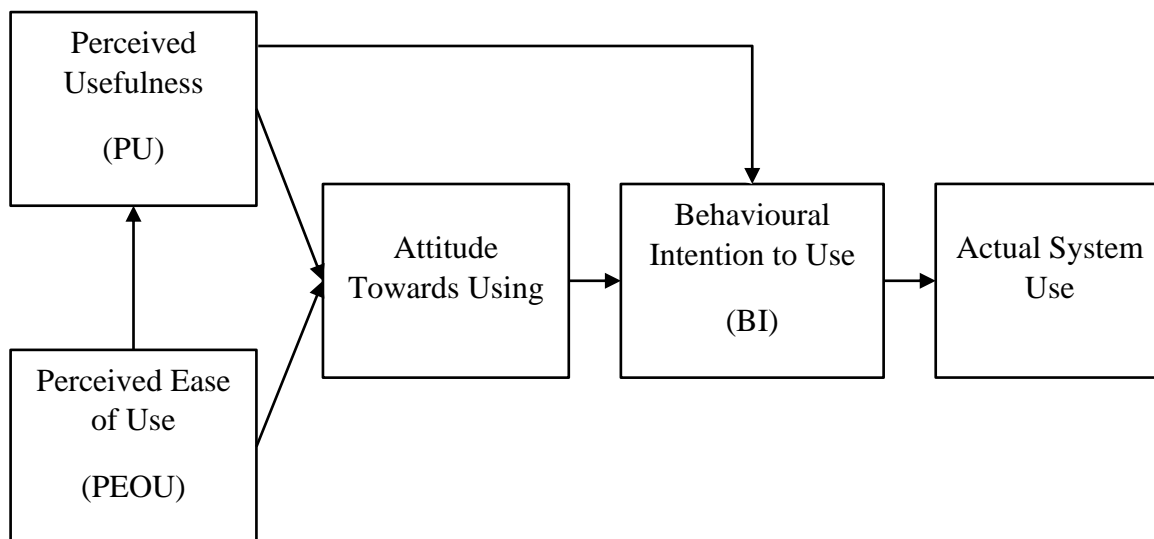 Perceived
Usefulness
(PU)
Attitude
Towards Using
Behavioural
Intention to Use
(BI)
Actual System
Use
Perceived Ease
of Use
(PEOU)